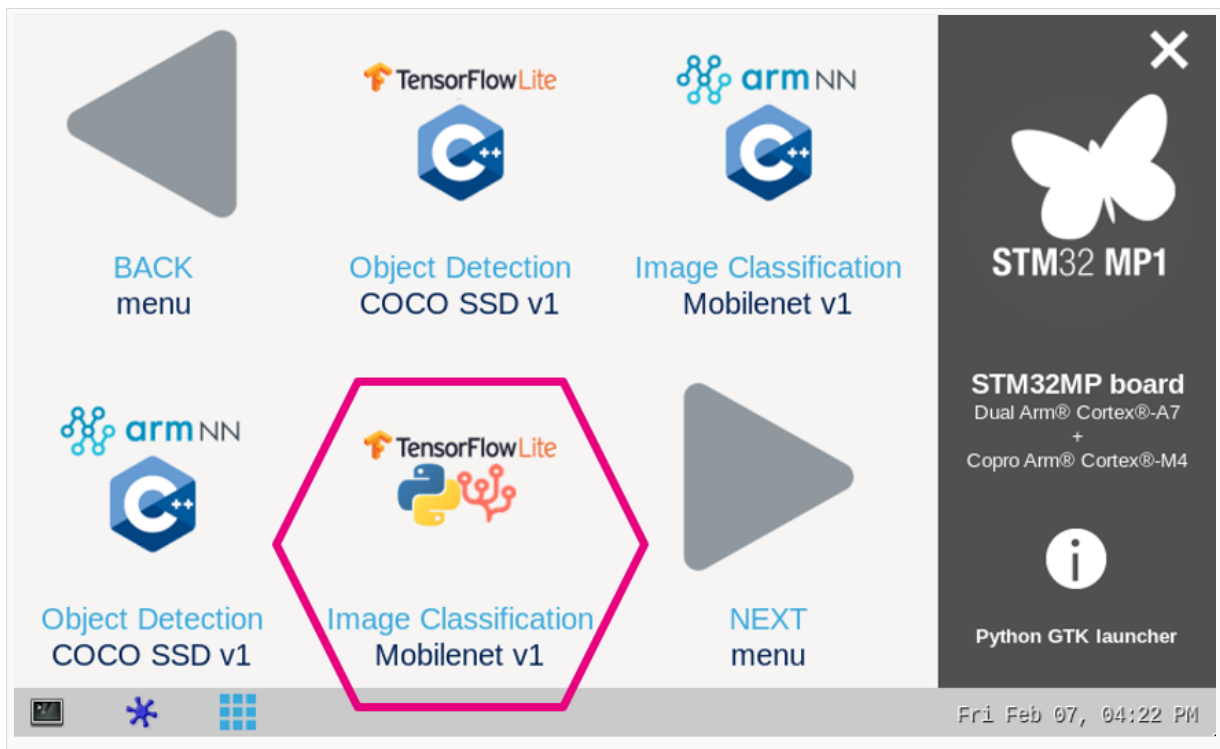 TensorFlowLite
C++
arm NN
C++
BACK
menu
Object Detection
COCO SSD v1
Image Classification
Mobilenet v1
arm NN
C++
TensorFlowLite
Object Detection
COCO SSD v1
Image Classification
Mobilenet v1
NEXT
menu
STM32 MP1
STM32MP board
Dual Arm® Cortex®-A7
+
Copro Arm® Cortex®-M4
i
Python GTK launcher
Fri Feb 07, 04:22 PM